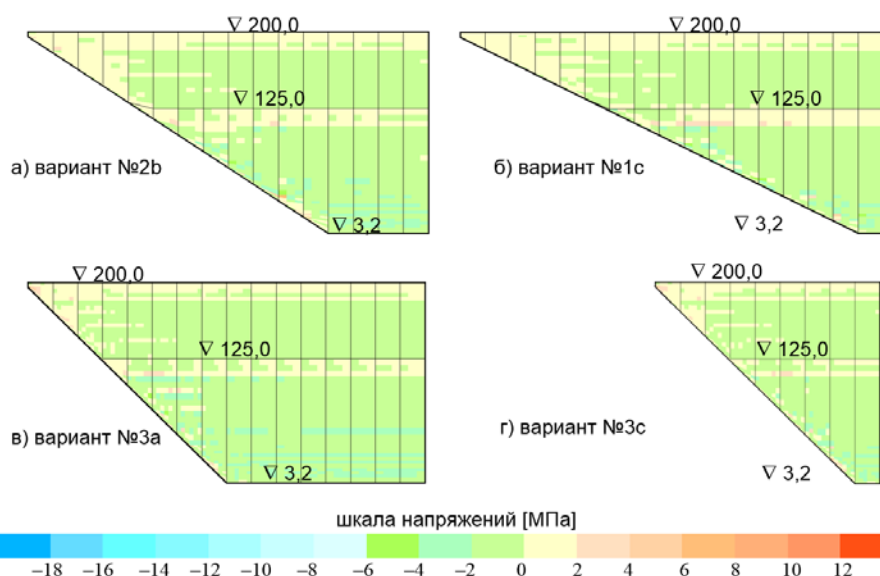 ∇ 200,0
∇ 200,0
∇ 125,0
∇ 125,0
а) вариант №2b
б) вариант №1c
∇ 3,2
∇ 3,2
∇ 200,0
∇ 200,0
∇ 125,0
∇ 125,0
в) вариант №3a
г) вариант №3c
∇ 3,2
∇ 3,2
шкала напряжений [МПа]
–18 –16 –14 –12 –10 –8 –6 –4 –2 0 2 4 6 8 10 12